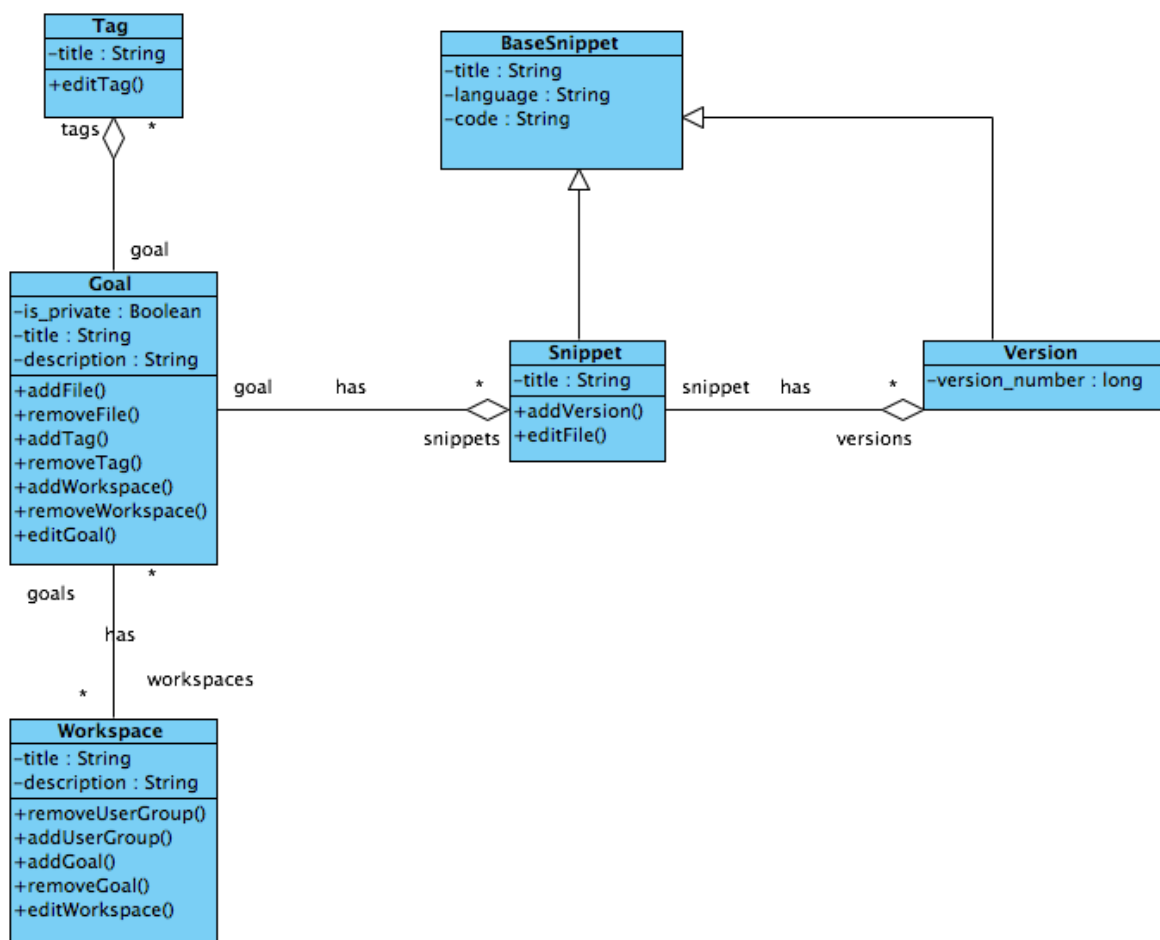 Tag
-title : String
+editTag()
tags *
goal
BaseSnippet
-title : String
-language : String
-code : String
Goal
-is_private : Boolean
-title : String
-description : String
+addFile()
+removeFile()
+addTag()
+removeTag()
+addWorkspace()
+removeWorkspace()
+editGoal()
goal has *
snippets
Snippet
-title : String
+addVersion()
+editFile()
snippet has *
versions
Version
-version_number : long
*
goals
has
workspaces
*
Workspace
-title : String
-description : String
+removeUserGroup()
+addUserGroup()
+addGoal()
+removeGoal()
+editWorkspace()